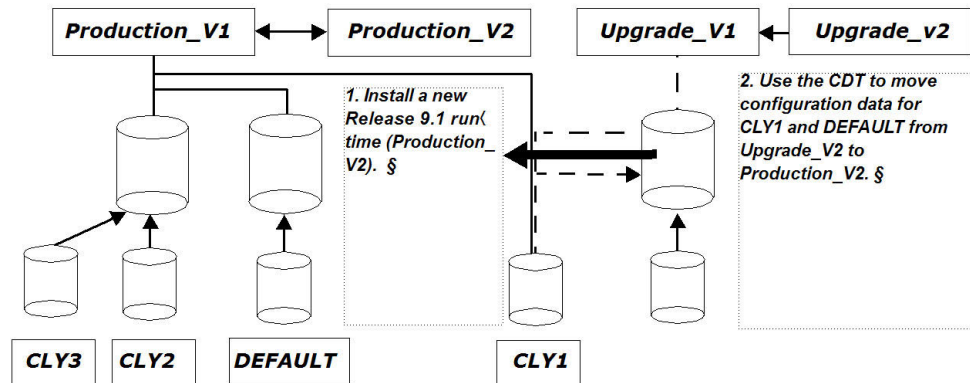 Production_V1
Production_V2
Upgrade_V1
Upgrade_v2
1. Install a new
Release 9.1 run〈
time (Production_
V2). §
2. Use the CDT to move
configuration data for
CLY1 and DEFAULT from
Upgrade_V2 to
Production_V2. §
CLY3
CLY2
DEFAULT
CLY1